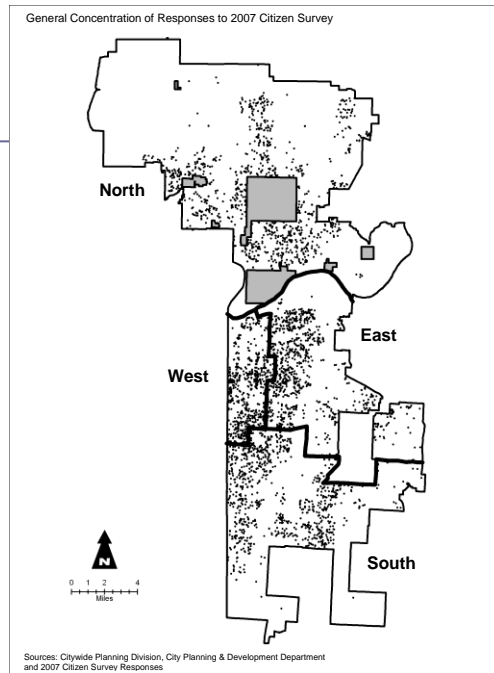 General Concentration of Responses to 2007 Citizen Survey
North
East
West
South
N
0 1 2 4
Miles
Sources: Citywide Planning Division, City Planning & Development Department
and 2007 Citizen Survey Responses